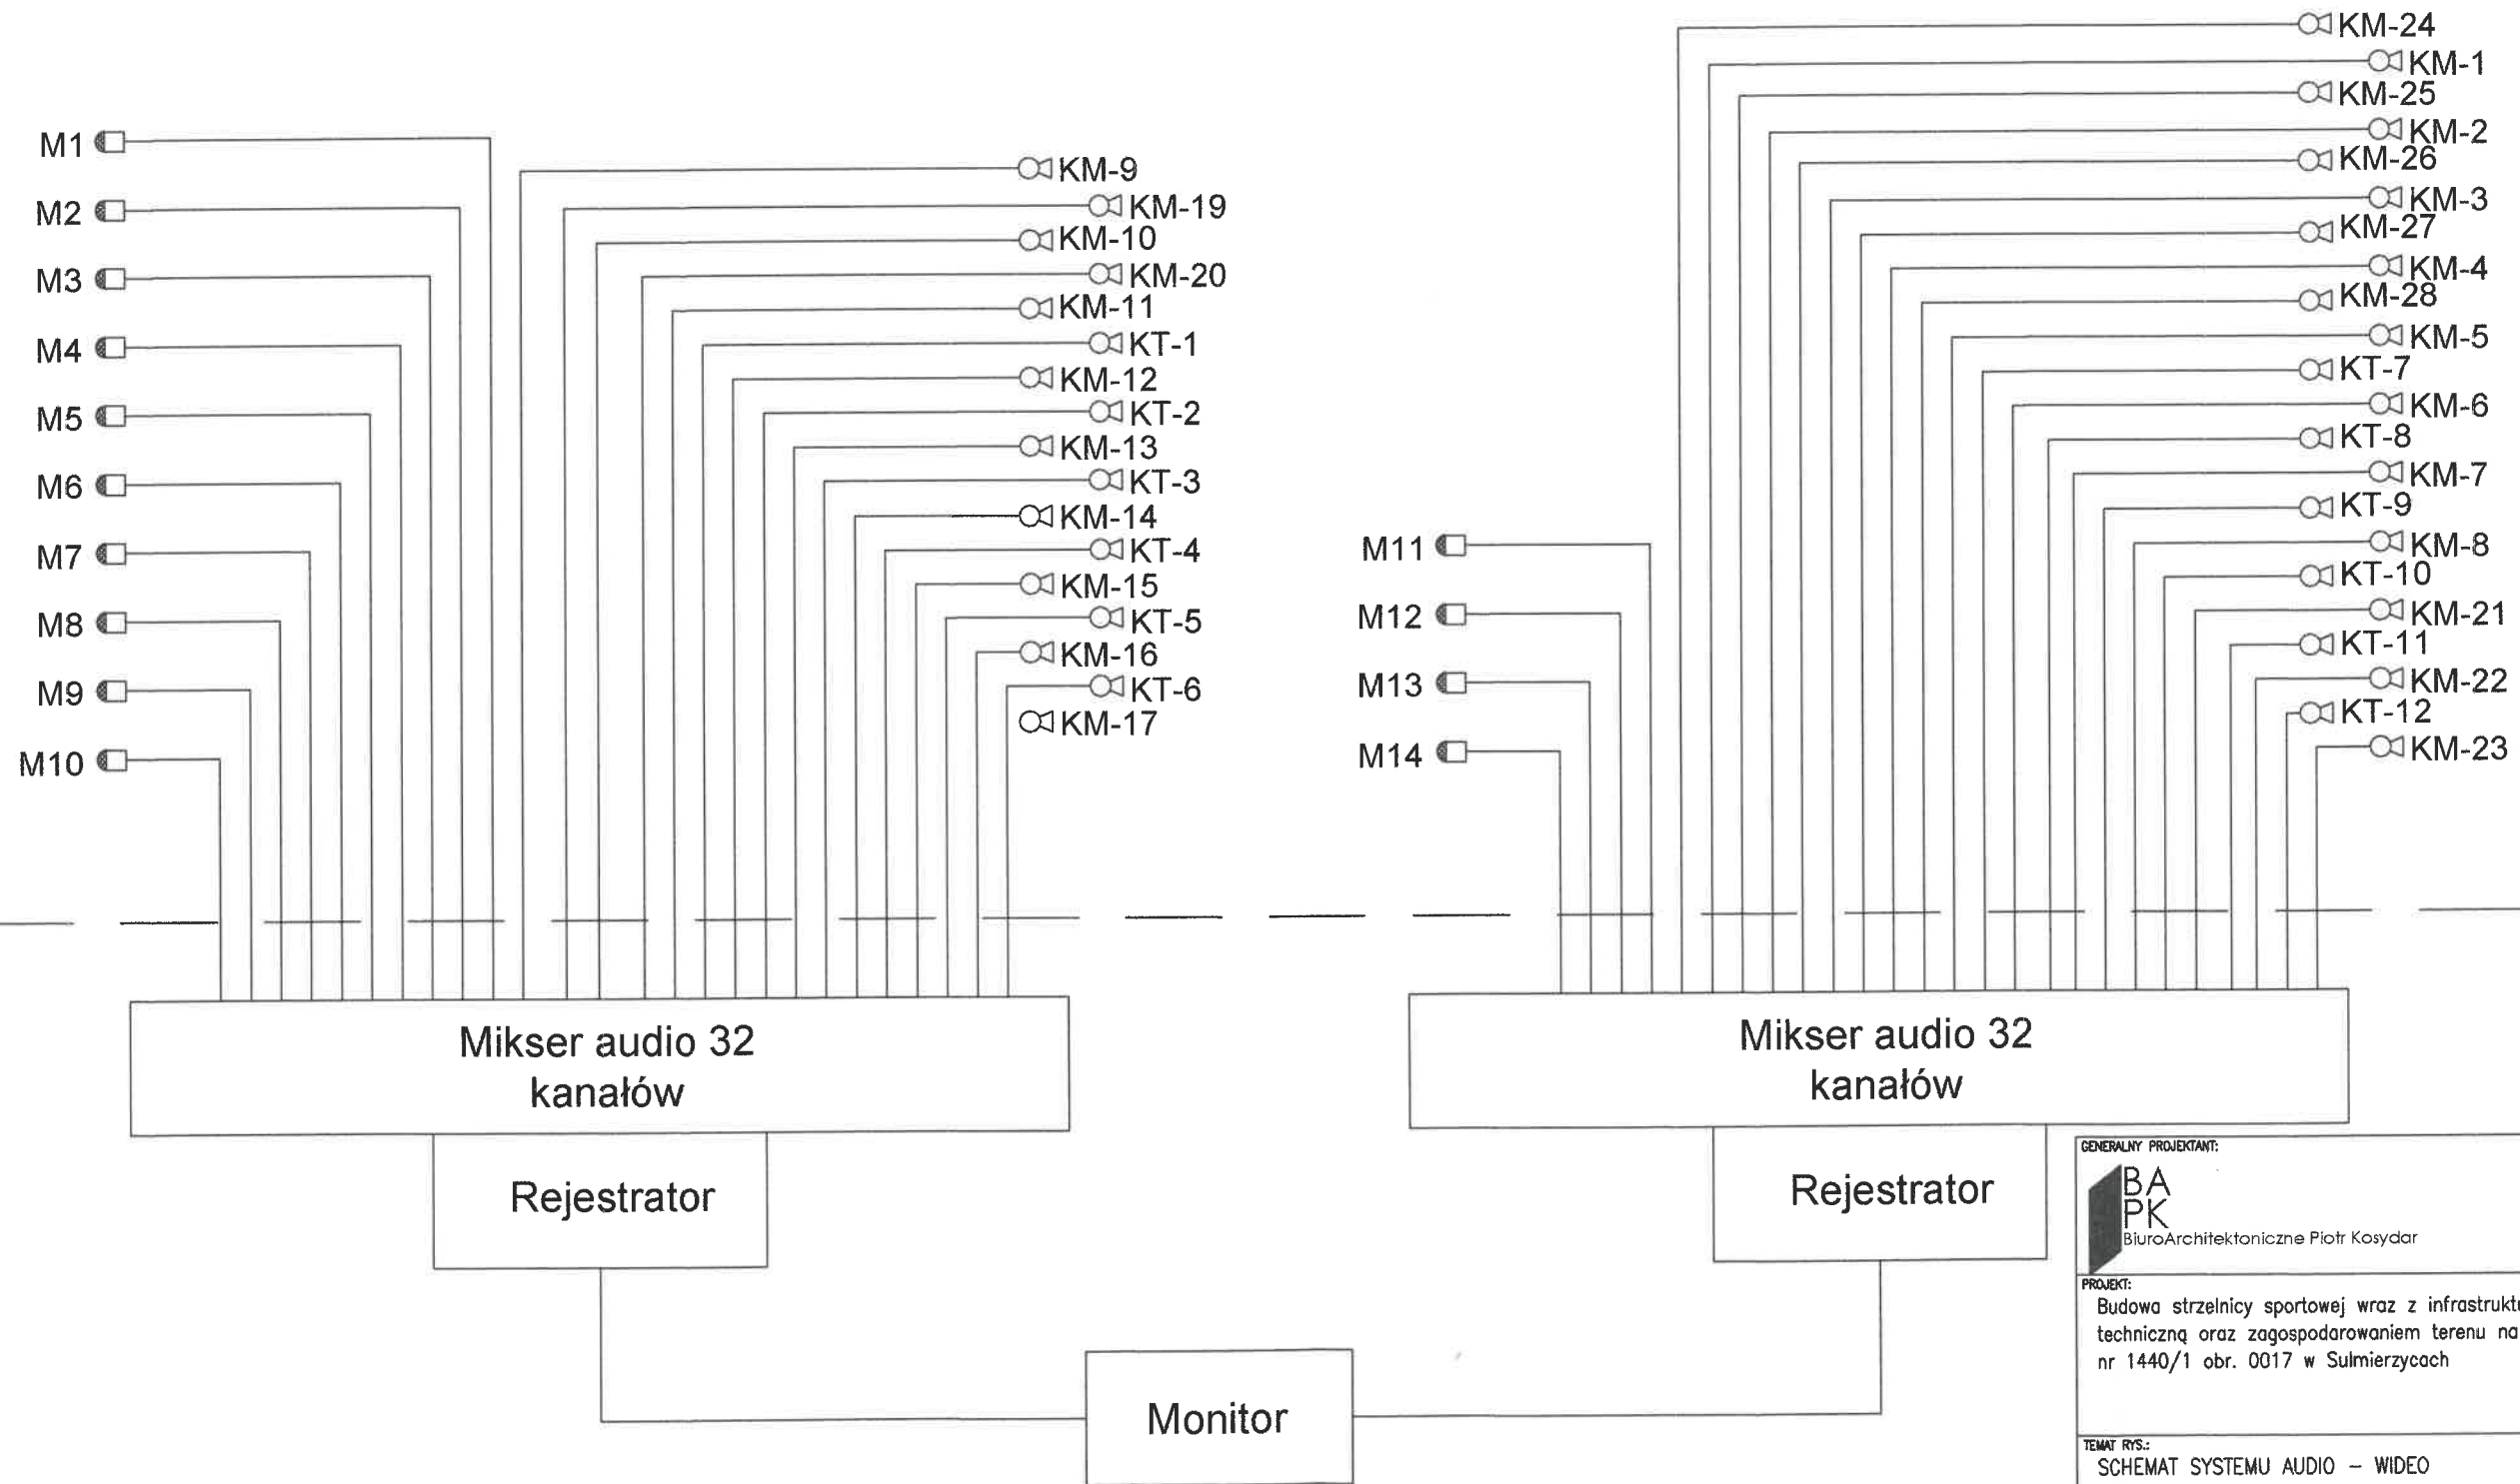 M1
M2
M3
M4
M5
M6
M7
M8
M9
M10
KM-9
KM-19
KM-10
KM-20
KM-11
KT-1
KM-12
KT-2
KM-13
KT-3
KM-14
KT-4
KM-15
KT-5
KM-16
KT-6
KM-17
M11
M12
M13
M14
KM-24
KM-1
KM-25
KM-2
KM-26
KM-3
KM-27
KM-4
KM-28
KM-5
KT-7
KM-6
KT-8
KM-7
KT-9
KM-8
KT-10
KM-21
KT-11
KM-22
KT-12
KM-23
Mikser audio 32
kanałów
Mikser audio 32
kanałów
Rejestrator
Rejestrator
Monitor
GENERALNY PROJEKTANT:
BA
PK
BiuroArchitektoniczne Piotr Kosydar
PROJEKT:
Budowa strzelnicy sportowej wraz z infrastruktu
techniczną oraz zagospodarowaniem terenu na
nr 1440/1 obr. 0017 w Sulmierzycach
TEMAT RYS.:
SCHEMAT SYSTEMU AUDIO – WIDEO